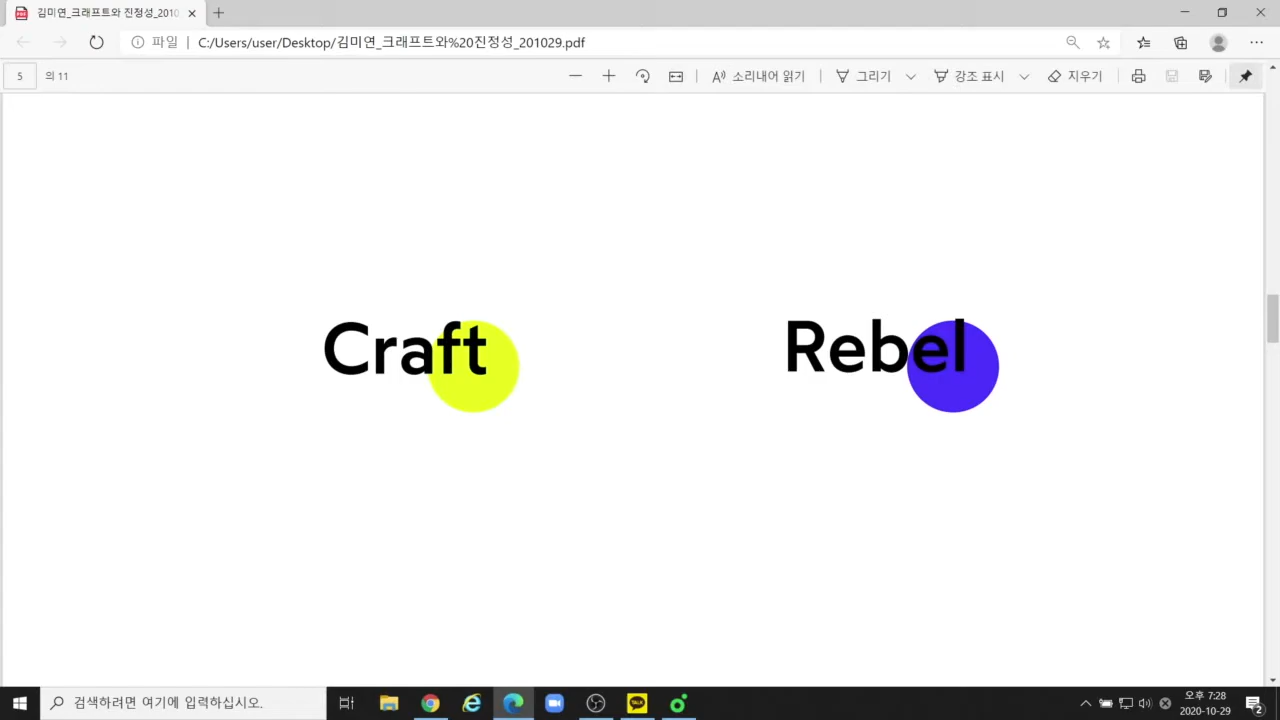 김미연_크래프트와 진정성_2010
파일 | C:/Users/user/Desktop/김미연_크래프트와%20진정성_201029.pdf
5 의 11 소리내어 읽기 그리기 강조 표시 지우기
Craft Rebel
검색하려면 여기에 입력하십시오.
TALK
오후 7:28
2020-10-29
2